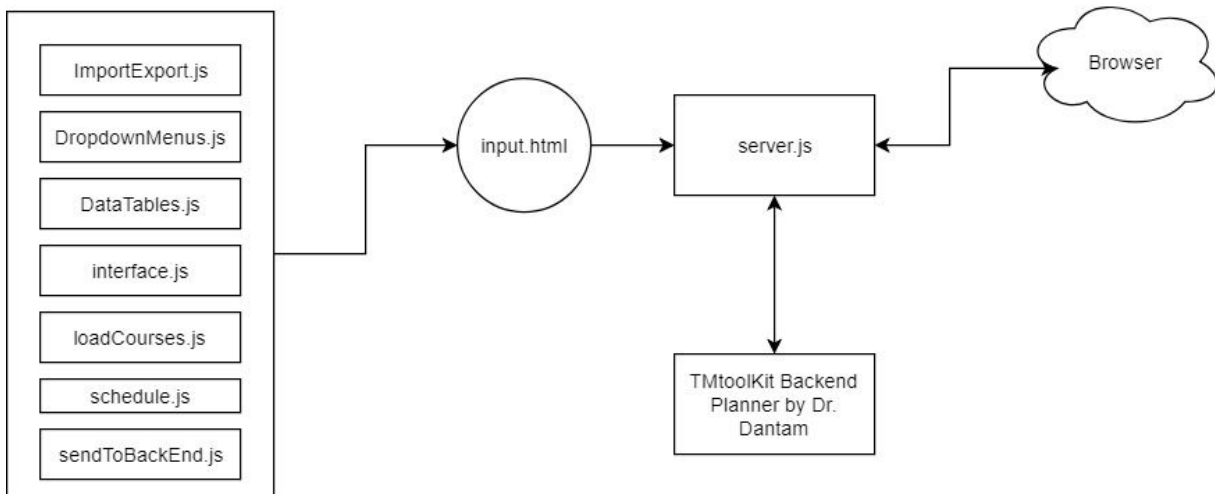 ImportExport.js
DropdownMenus.js
DataTables.js
interface.js
loadCourses.js
schedule.js
sendToBackEnd.js
input.html
server.js
TMtoolKit Backend
Planner by Dr.
Dantam
Browser